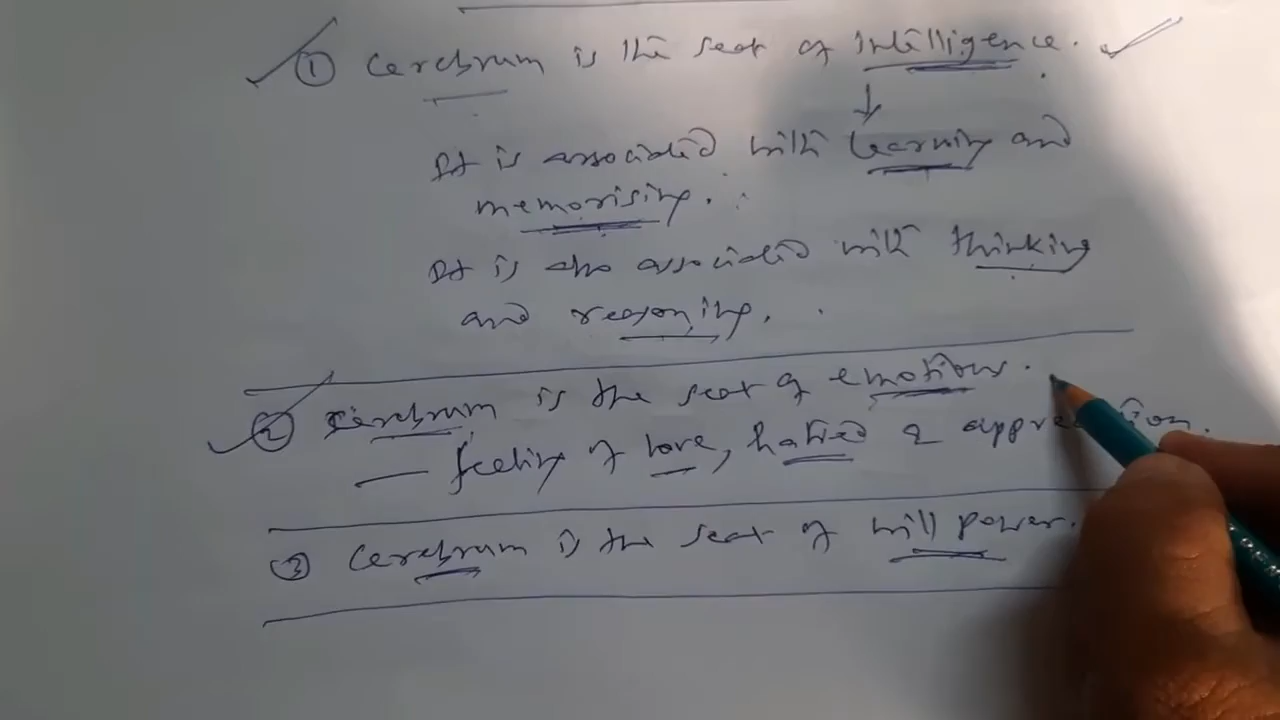 ① Cerebrum is the seat of intelligence.
It is associated with learning and
memorising.
It is also associated with thinking
and reasoning.
② Cerebrum is the seat of emotions.
— feeling of love, hatred &
③ Cerebrum is the seat of will power.